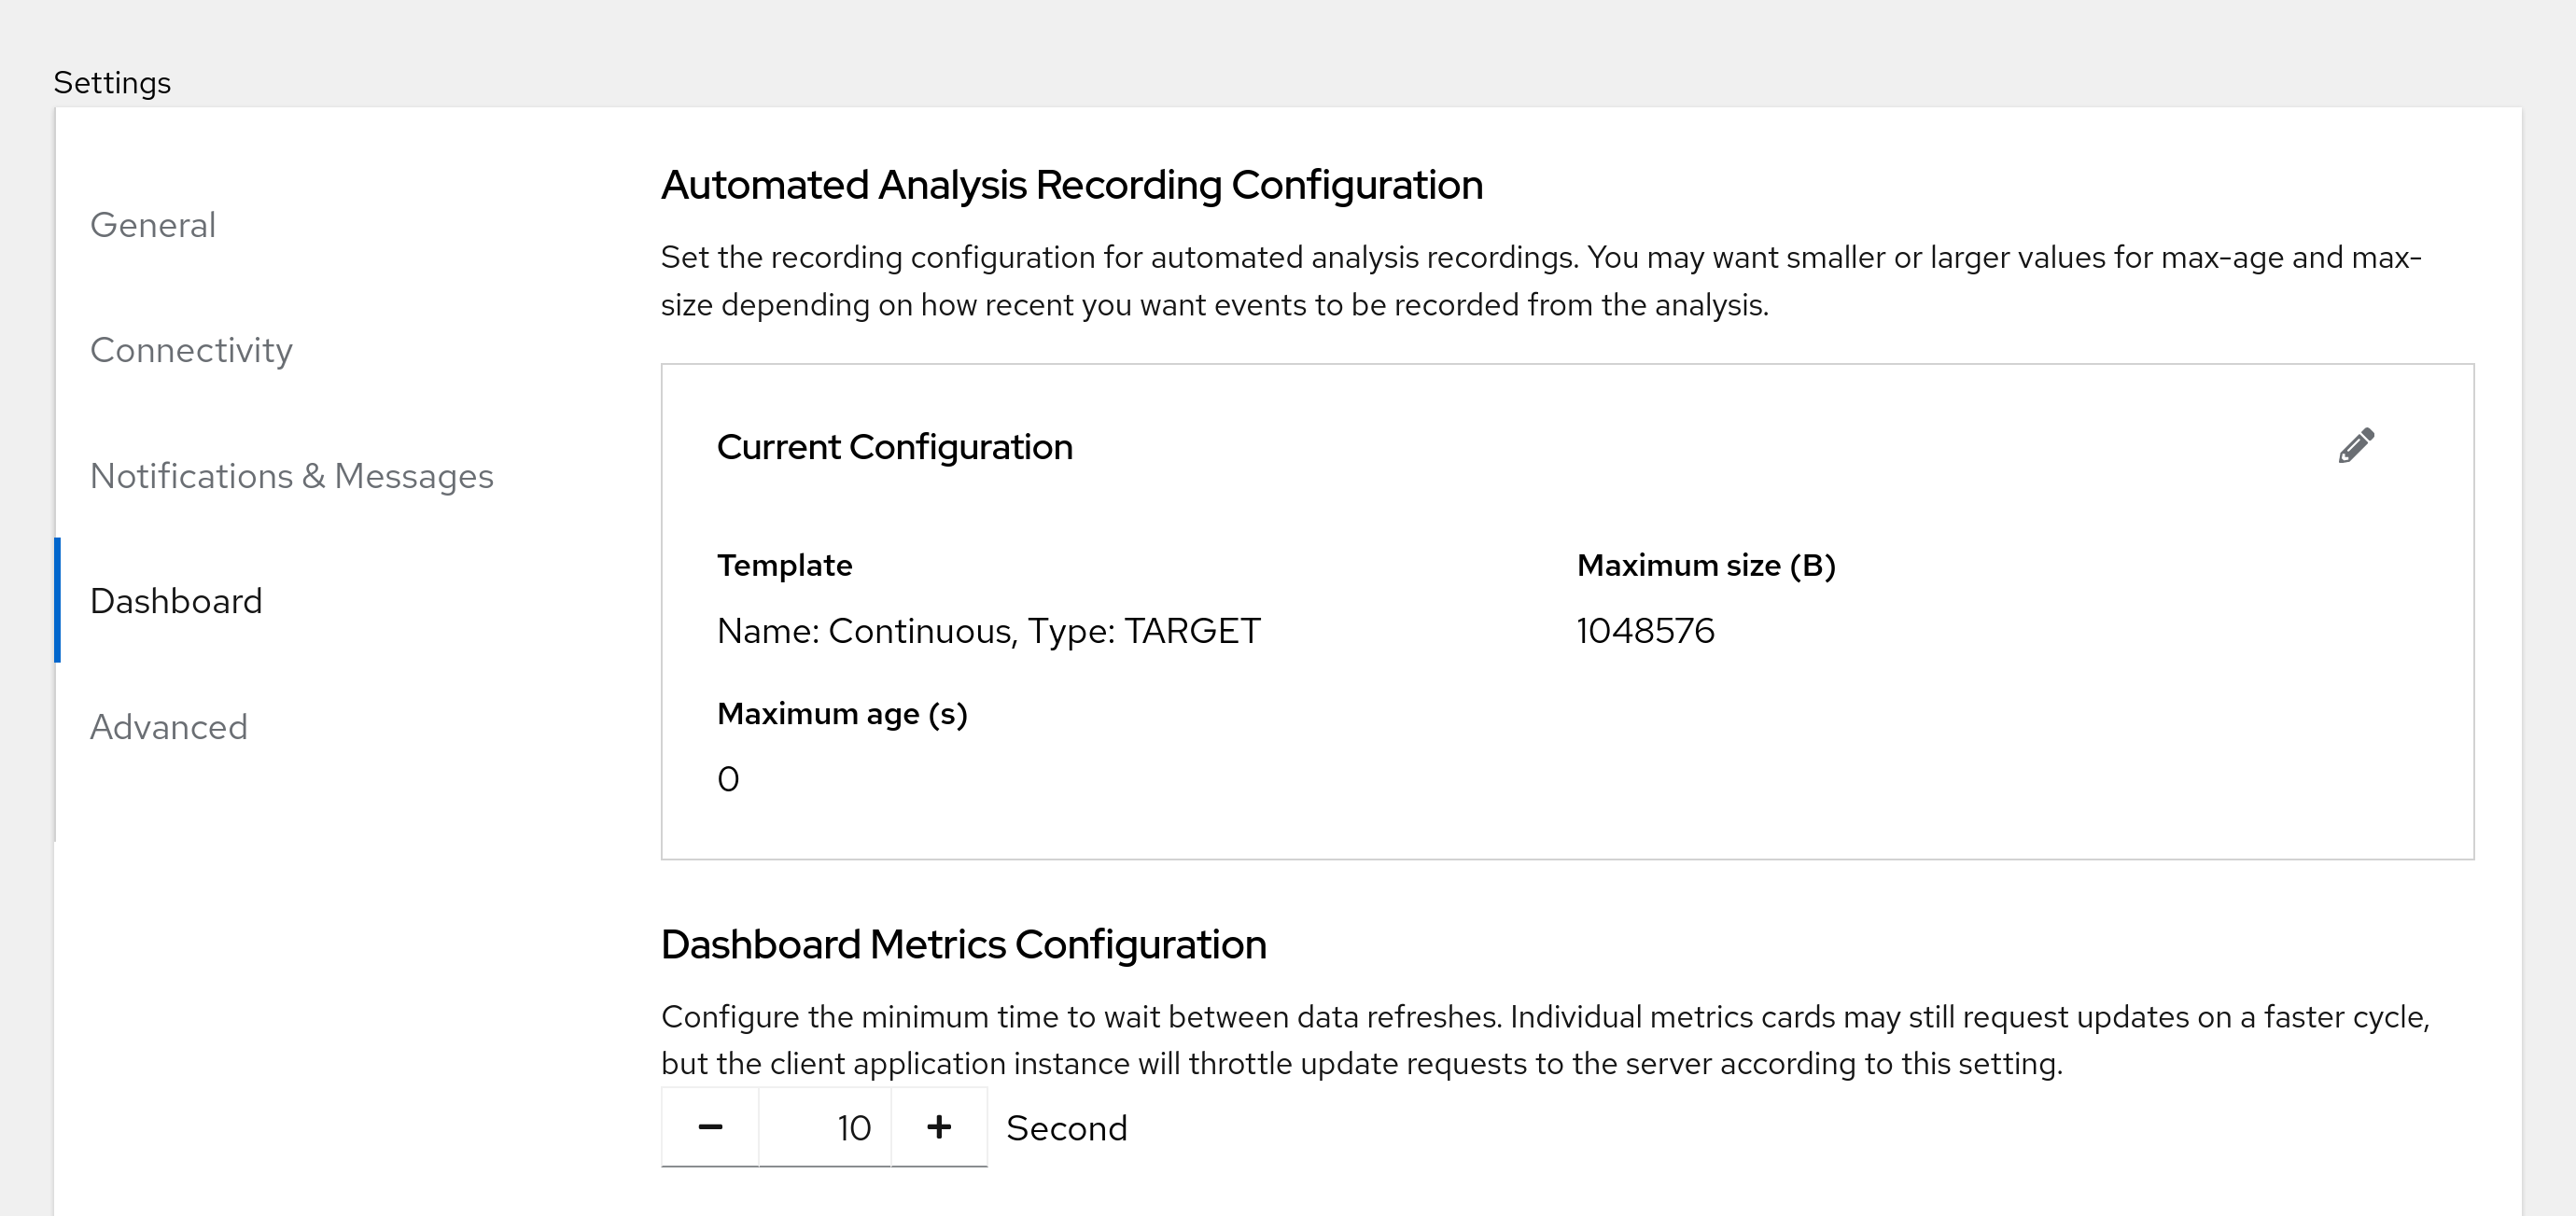 Settings
General
Connectivity
Notifications & Messages
Dashboard
Advanced
Automated Analysis Recording Configuration
Set the recording configuration for automated analysis recordings. You may want smaller or larger values for max-age and max-
size depending on how recent you want events to be recorded from the analysis.
Current Configuration
Template
Name: Continuous, Type: TARGET
Maximum size (B)
1048576
Maximum age (s)
0
Dashboard Metrics Configuration
Configure the minimum time to wait between data refreshes. Individual metrics cards may still request updates on a faster cycle,
but the client application instance will throttle update requests to the server according to this setting.
− 10 + Second